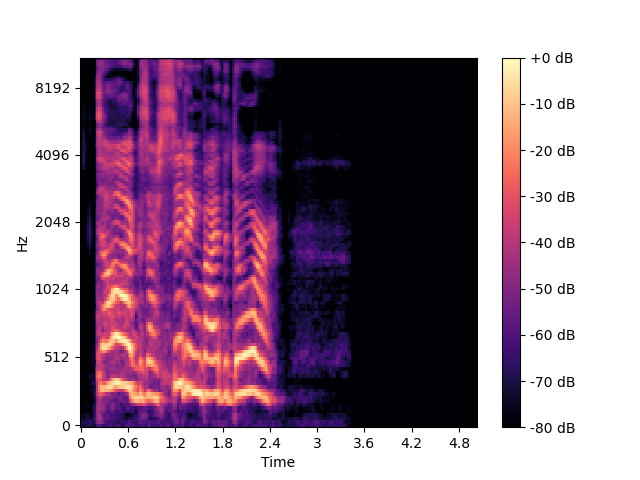 8192
4096
2048
1024
512
0
Hz
0 0.6 1.2 1.8 2.4 3 3.6 4.2 4.8
Time
+0 dB
-10 dB
-20 dB
-30 dB
-40 dB
-50 dB
-60 dB
-70 dB
-80 dB